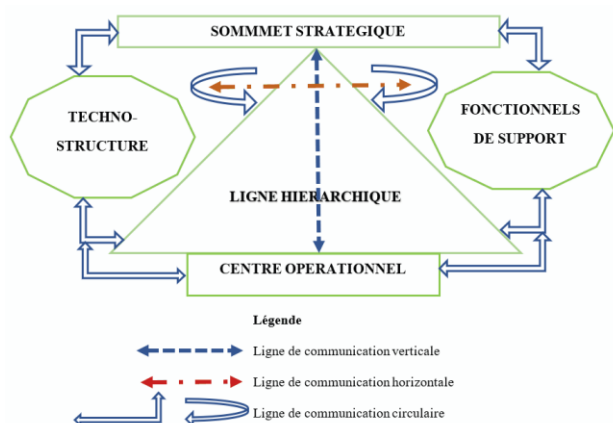 SOMMMET STRATEGIQUE
TECHNO-
STRUCTURE
FONCTIONNELS
DE SUPPORT
LIGNE HIERARCHIQUE
CENTRE OPERATIONNEL
Légende
Ligne de communication verticale
Ligne de communication horizontale
Ligne de communication circulaire